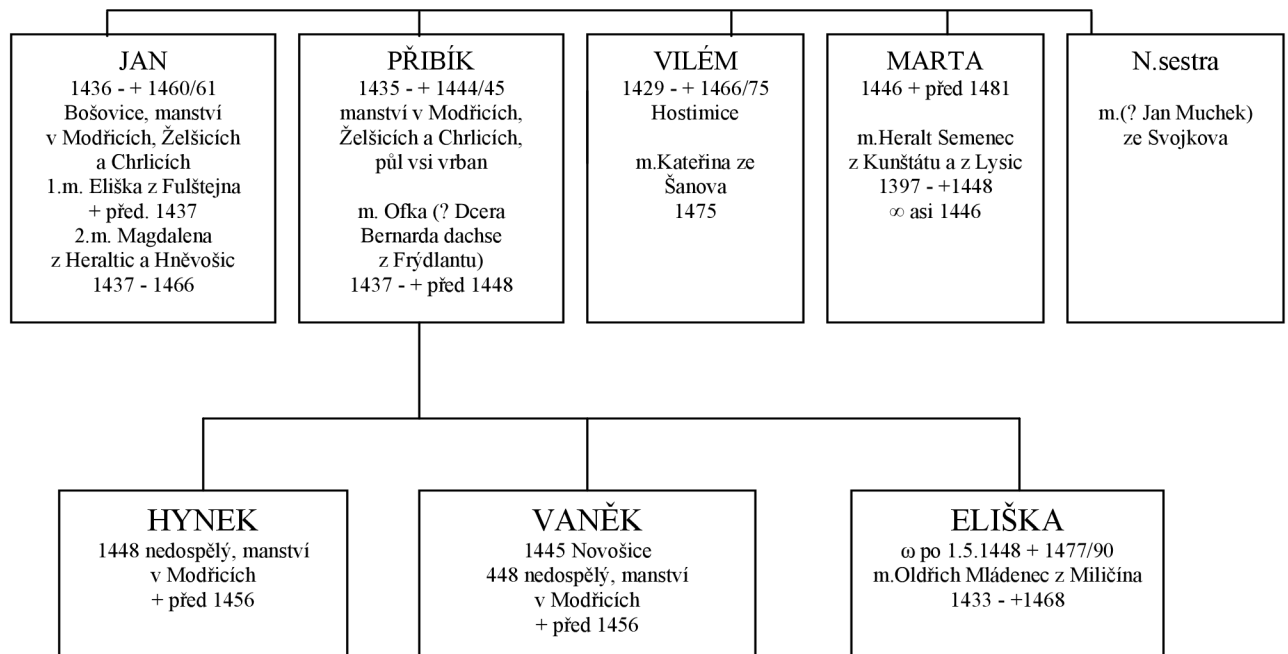 JAN
1436 - + 1460/61
Bošovice, manství
v Modřicích, Želšicích
a Chrlicích
1.m. Eliška z Fulštejna
+ před. 1437
2.m. Magdalena
z Heraltic a Hněvošic
1437 - 1466
PŘIBÍK
1435 - + 1444/45
manství v Modřicích,
Želšicích a Chrlicích,
půl vsi vrban
m. Ofka (? Dcera
Bernarda dachse
z Frýdlantu)
1437 - + před 1448
VILÉM
1429 - + 1466/75
Hostimice
m.Kateřina ze
Šanova
1475
MARTA
1446 + před 1481
m.Heralt Semenec
z Kunštátu a z Lysic
1397 - +1448
∞ asi 1446
N.sestra
m.(? Jan Muchek)
ze Svojkova
HYNEK
1448 nedospělý, manství
v Modřicích
+ před 1456
VANĚK
1445 Novošice
448 nedospělý, manství
v Modřicích
+ před 1456
ELIŠKA
ω po 1.5.1448 + 1477/90
m.Oldřich Mládenec z Miličína
1433 - +1468